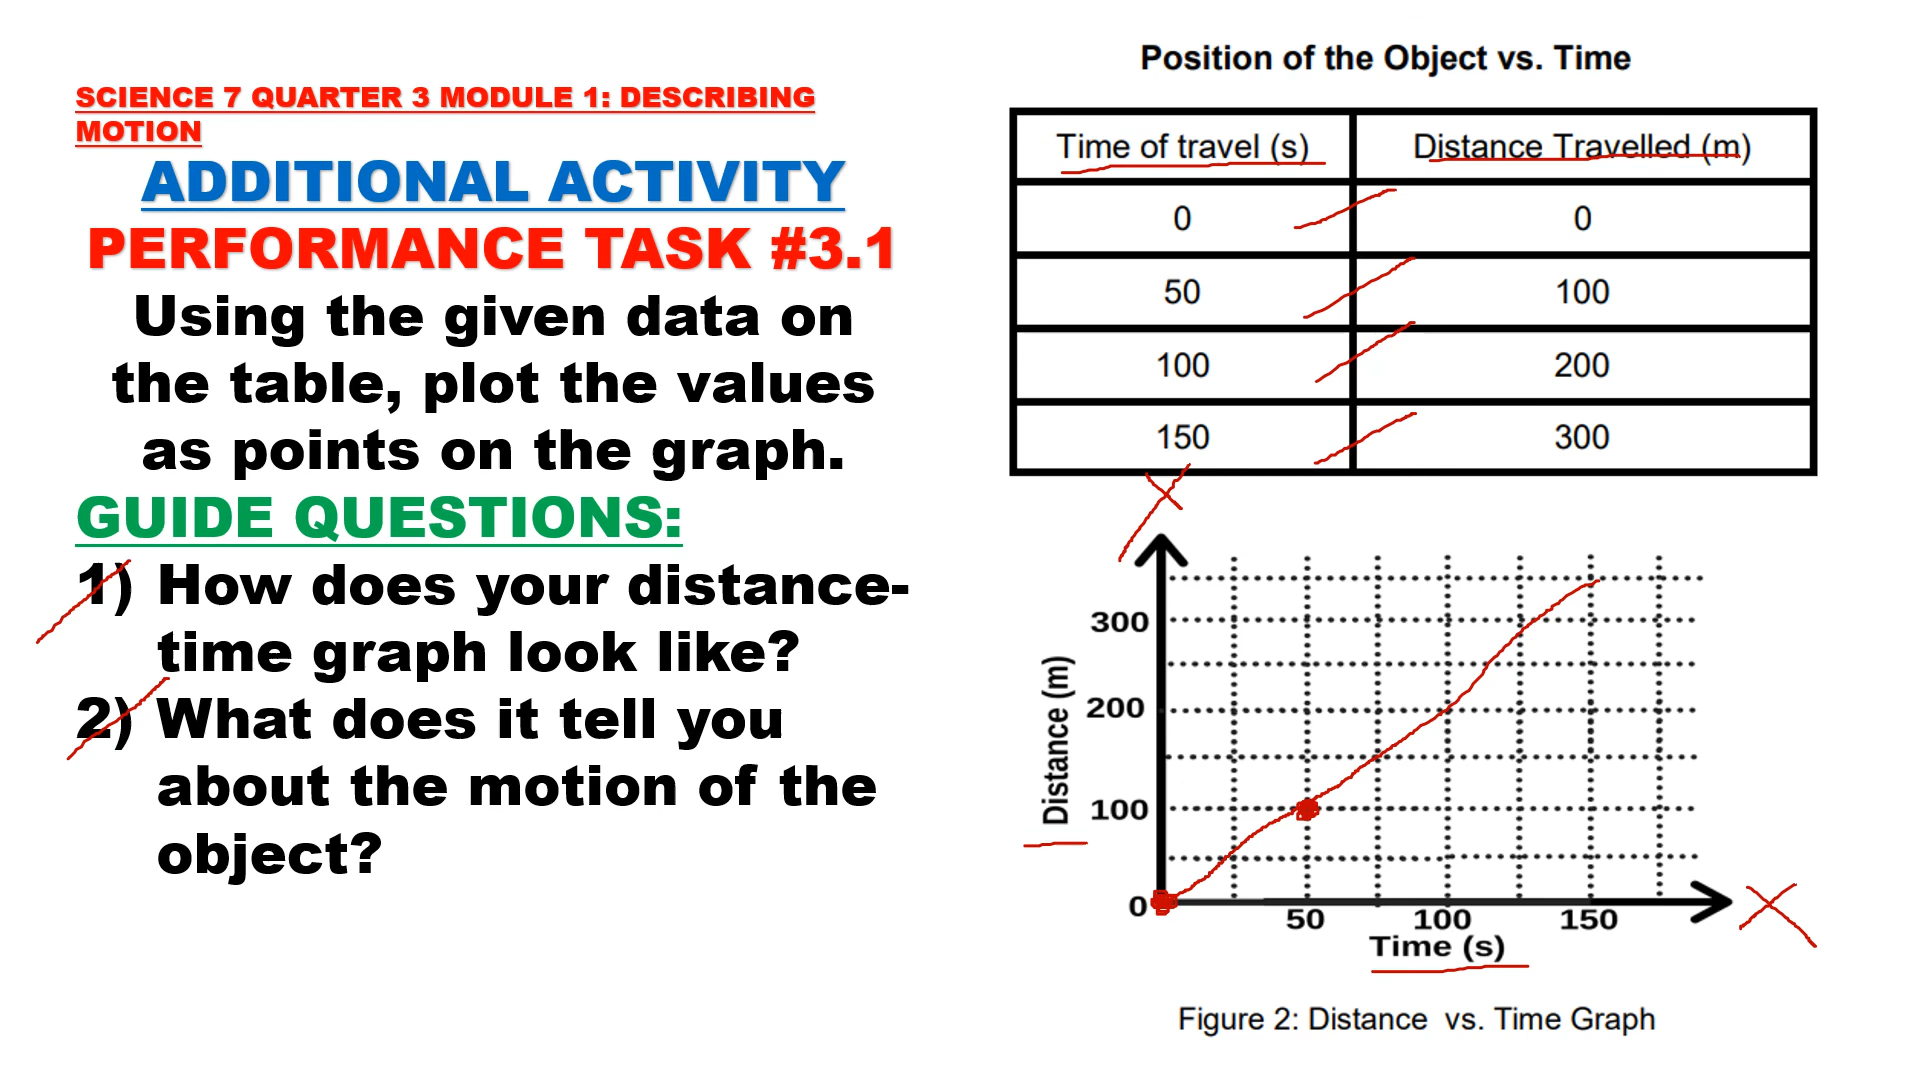 SCIENCE 7 QUARTER 3 MODULE 1: DESCRIBING
MOTION
ADDITIONAL ACTIVITY
PERFORMANCE TASK #3.1
Using the given data on
the table, plot the values
as points on the graph.
GUIDE QUESTIONS:
1) How does your distance-
time graph look like?
2) What does it tell you
about the motion of the
object?
Position of the Object vs. Time
Time of travel (s) Distance Travelled (m)
0 0
50 100
100 200
150 300
300
200
100
0
Distance (m)
50 100 150
Time (s)
Figure 2: Distance vs. Time Graph